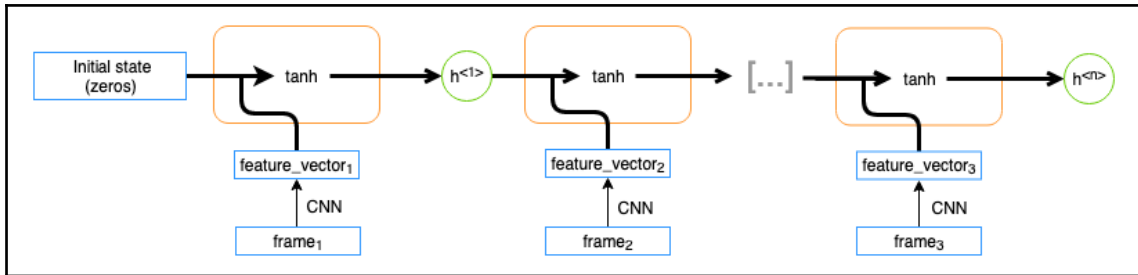 Initial state
(zeros)
tanh
h<1>
tanh
[...]
tanh
h<n>
feature_vector1
feature_vector2
feature_vector3
CNN
CNN
CNN
frame1
frame2
frame3